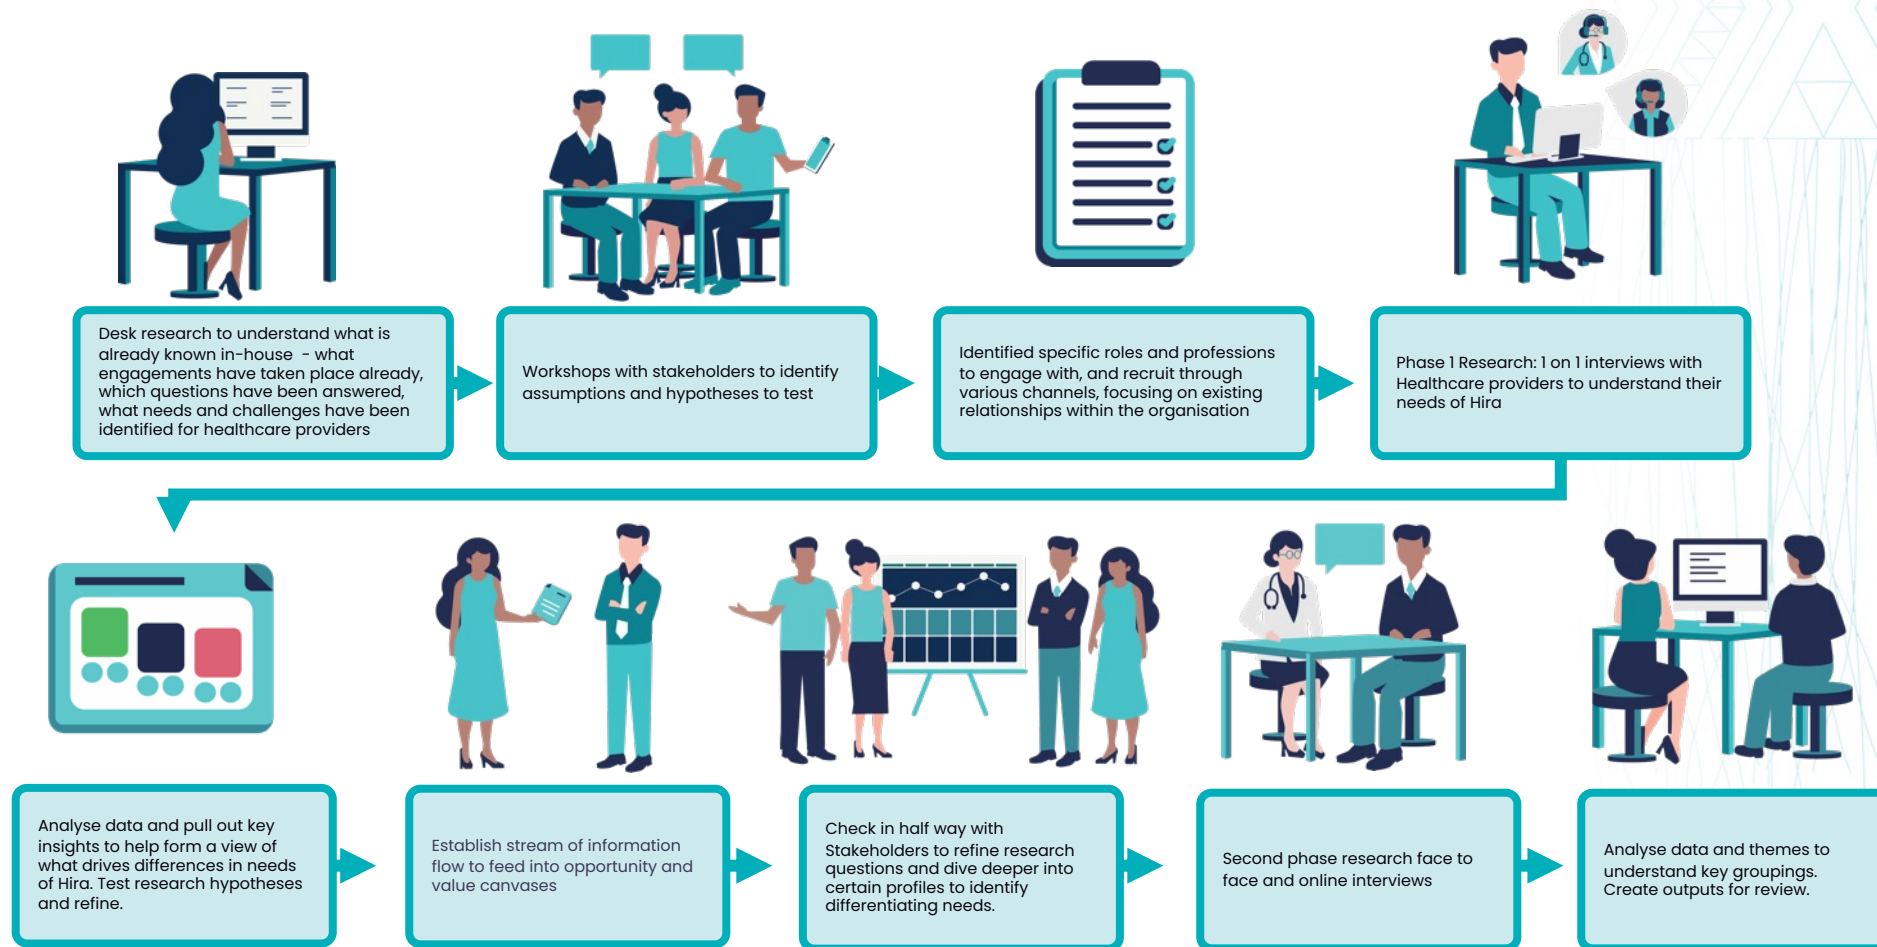 Desk research to understand what is
already known in-house - what
engagements have taken place already,
which questions have been answered,
what needs and challenges have been
identified for healthcare providers
Workshops with stakeholders to identify
assumptions and hypotheses to test
Identified specific roles and professions
to engage with, and recruit through
various channels, focusing on existing
relationships within the organisation
Phase 1 Research: 1 on 1 interviews with
Healthcare providers to understand their
needs of Hira
Analyse data and pull out key
insights to help form a view of
what drives differences in needs
of Hira. Test research hypotheses
and refine.
Establish stream of information
flow to feed into opportunity and
value canvases
Check in half way with
Stakeholders to refine research
questions and dive deeper into
certain profiles to identify
differentiating needs.
Second phase research face to
face and online interviews
Analyse data and themes to
understand key groupings.
Create outputs for review.